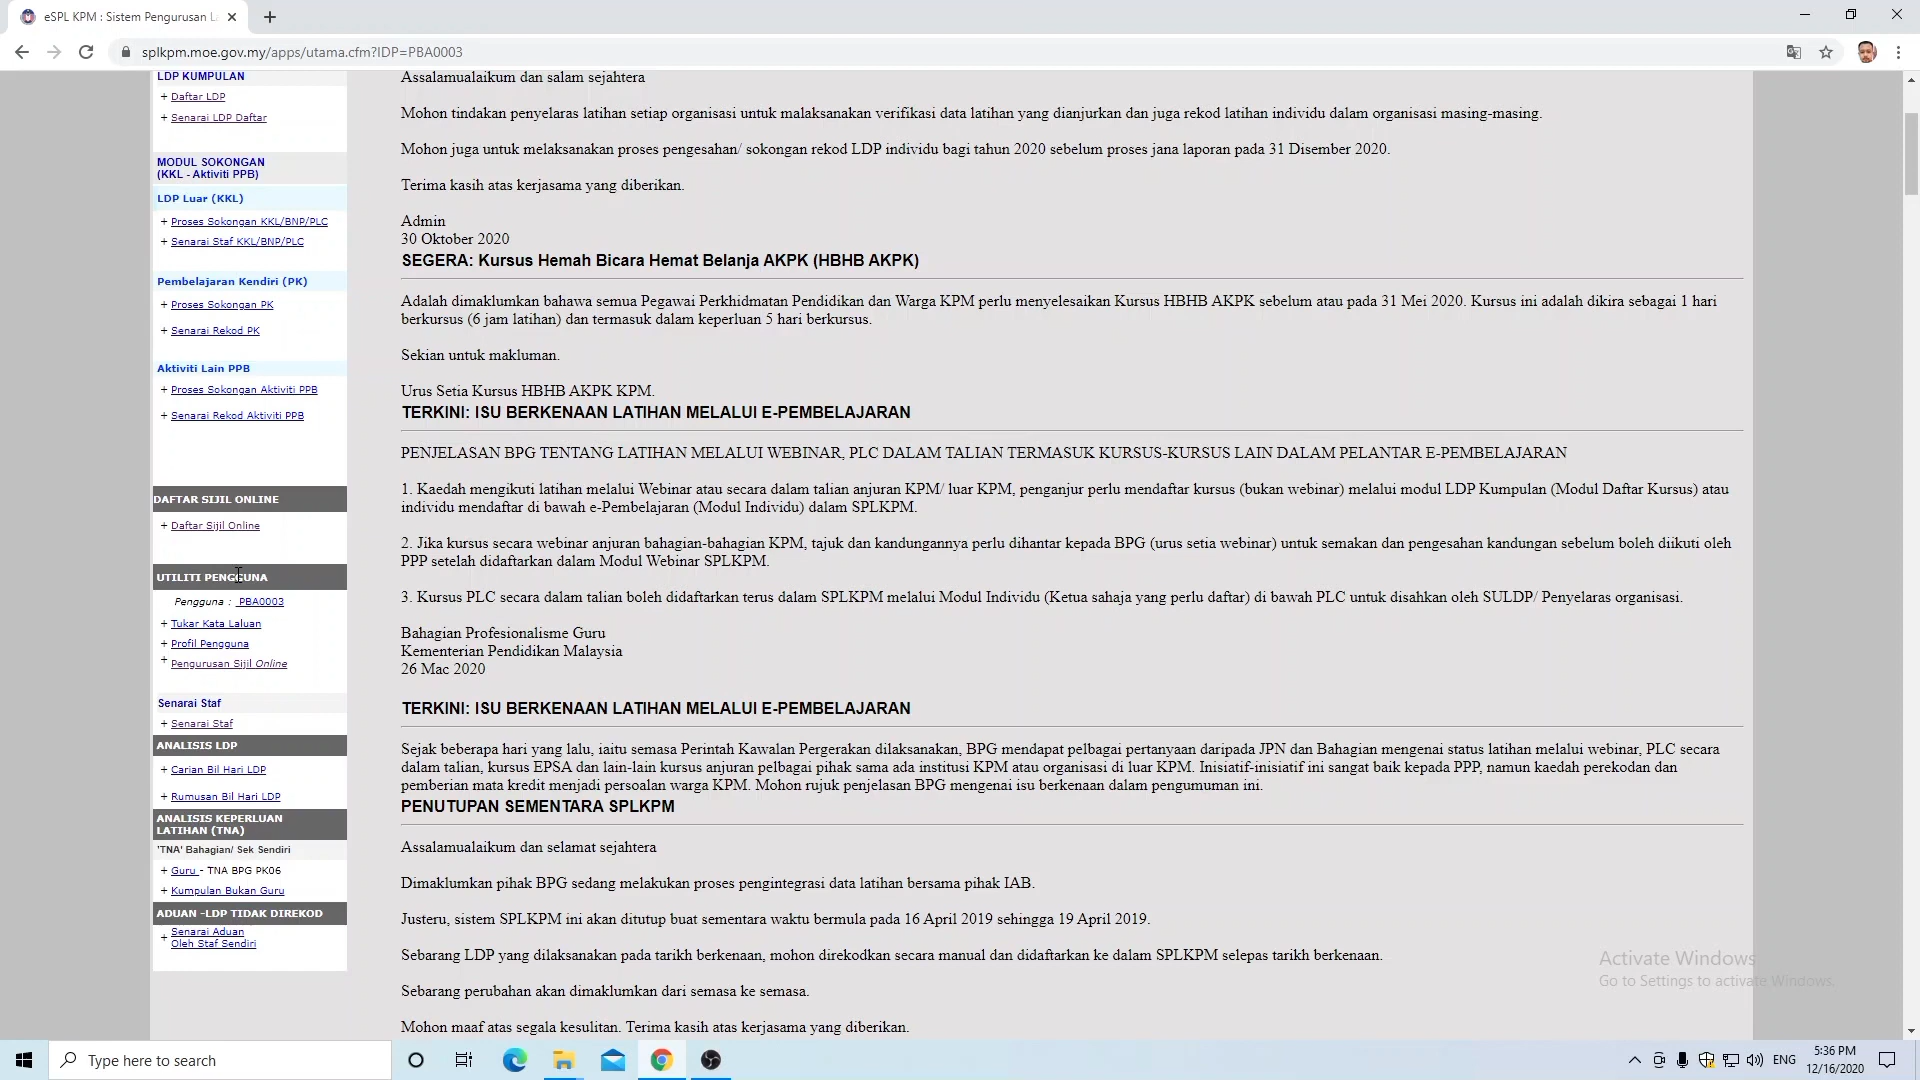 eSPL KPM : Sistem Pengurusan La
splkpm.moe.gov.my/apps/utama.cfm?IDP=PBA0003
LDP KUMPULAN
+ Daftar LDP
+ Senarai LDP Daftar
MODUL SOKONGAN
(KKL - Aktiviti PPB)
LDP Luar (KKL)
+ Proses Sokongan KKL/BNP/PLC
+ Senarai Staf KKL/BNP/PLC
Pembelajaran Kendiri (PK)
+ Proses Sokongan PK
+ Senarai Rekod PK
Aktiviti Lain PPB
+ Proses Sokongan Aktiviti PPB
+ Senarai Rekod Aktiviti PPB
DAFTAR SIJIL ONLINE
+ Daftar Sijil Online
UTILITI PENGGUNA
Pengguna : PBA0003
+ Tukar Kata Laluan
+ Profil Pengguna
+ Pengurusan Sijil Online
Senarai Staf
+ Senarai Staf
ANALISIS LDP
+ Carian Bil Hari LDP
+ Rumusan Bil Hari LDP
ANALISIS KEPERLUAN
LATIHAN (TNA)
'TNA' Bahagian/ Sek Sendiri
+ Guru - TNA BPG PK06
+ Kumpulan Bukan Guru
ADUAN -LDP TIDAK DIREKOD
+ Senarai Aduan
Oleh Staf Sendiri
Assalamualaikum dan salam sejahtera
Mohon tindakan penyelaras latihan setiap organisasi untuk malaksanakan verifikasi data latihan yang dianjurkan dan juga rekod latihan individu dalam organisasi masing-masing.
Mohon juga untuk melaksanakan proses pengesahan/ sokongan rekod LDP individu bagi tahun 2020 sebelum proses jana laporan pada 31 Disember 2020.
Terima kasih atas kerjasama yang diberikan.
Admin
30 Oktober 2020
SEGERA: Kursus Hemah Bicara Hemat Belanja AKPK (HBHB AKPK)
Adalah dimaklumkan bahawa semua Pegawai Perkhidmatan Pendidikan dan Warga KPM perlu menyelesaikan Kursus HBHB AKPK sebelum atau pada 31 Mei 2020. Kursus ini adalah dikira sebagai 1 hari
berkursus (6 jam latihan) dan termasuk dalam keperluan 5 hari berkursus.
Sekian untuk makluman.
Urus Setia Kursus HBHB AKPK KPM.
TERKINI: ISU BERKENAAN LATIHAN MELALUI E-PEMBELAJARAN
PENJELASAN BPG TENTANG LATIHAN MELALUI WEBINAR, PLC DALAM TALIAN TERMASUK KURSUS-KURSUS LAIN DALAM PELANTAR E-PEMBELAJARAN
1. Kaedah mengikuti latihan melalui Webinar atau secara dalam talian anjuran KPM/ luar KPM, penganjur perlu mendaftar kursus (bukan webinar) melalui modul LDP Kumpulan (Modul Daftar Kursus) atau
individu mendaftar di bawah e-Pembelajaran (Modul Individu) dalam SPLKPM.
2. Jika kursus secara webinar anjuran bahagian-bahagian KPM, tajuk dan kandungannya perlu dihantar kepada BPG (urus setia webinar) untuk semakan dan pengesahan kandungan sebelum boleh diikuti oleh
PPP setelah didaftarkan dalam Modul Webinar SPLKPM.
3. Kursus PLC secara dalam talian boleh didaftarkan terus dalam SPLKPM melalui Modul Individu (Ketua sahaja yang perlu daftar) di bawah PLC untuk disahkan oleh SULDP/ Penyelaras organisasi.
Bahagian Profesionalisme Guru
Kementerian Pendidikan Malaysia
26 Mac 2020
TERKINI: ISU BERKENAAN LATIHAN MELALUI E-PEMBELAJARAN
Sejak beberapa hari yang lalu, iaitu semasa Perintah Kawalan Pergerakan dilaksanakan, BPG mendapat pelbagai pertanyaan daripada JPN dan Bahagian mengenai status latihan melalui webinar, PLC secara
dalam talian, kursus EPSA dan lain-lain kursus anjuran pelbagai pihak sama ada institusi KPM atau organisasi di luar KPM. Inisiatif-inisiatif ini sangat baik kepada PPP, namun kaedah perekodan dan
pemberian mata kredit menjadi persoalan warga KPM. Mohon rujuk penjelasan BPG mengenai isu berkenaan dalam pengumuman ini.
PENUTUPAN SEMENTARA SPLKPM
Assalamualaikum dan selamat sejahtera
Dimaklumkan pihak BPG sedang melakukan proses pengintegrasi data latihan bersama pihak IAB.
Justeru, sistem SPLKPM ini akan ditutup buat sementara waktu bermula pada 16 April 2019 sehingga 19 April 2019.
Sebarang LDP yang dilaksanakan pada tarikh berkenaan, mohon direkodkan secara manual dan didaftarkan ke dalam SPLKPM selepas tarikh berkenaan.
Sebarang perubahan akan dimaklumkan dari semasa ke semasa.
Mohon maaf atas segala kesulitan. Terima kasih atas kerjasama yang diberikan.
Activate Windows
Go to Settings to activate Windows.
Type here to search
ENG
5:36 PM
12/16/2020